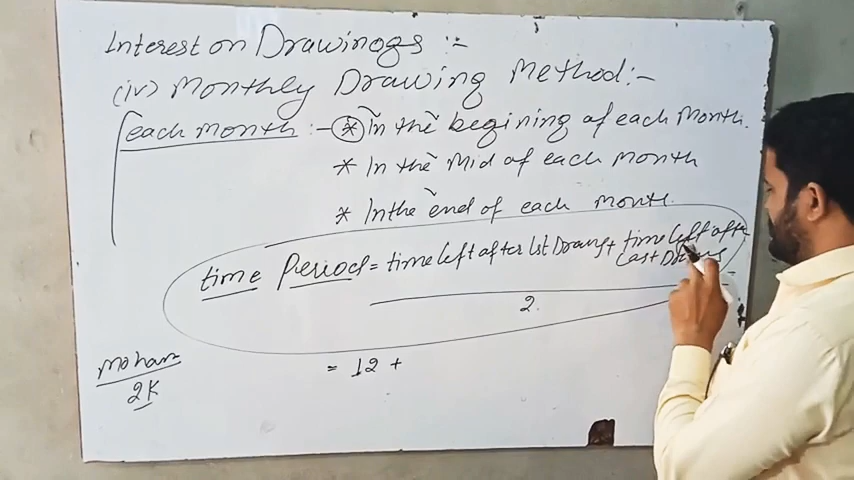 Interest on Drawings :-
(iv) Monthly Drawing Method:-
each month :- * In the begining of each Month.
* In the Mid of each Month
* In the end of each month.
time Period = time left after 1st Draw + time left after Last Draws
2.
= 12 +
Mohan
2K